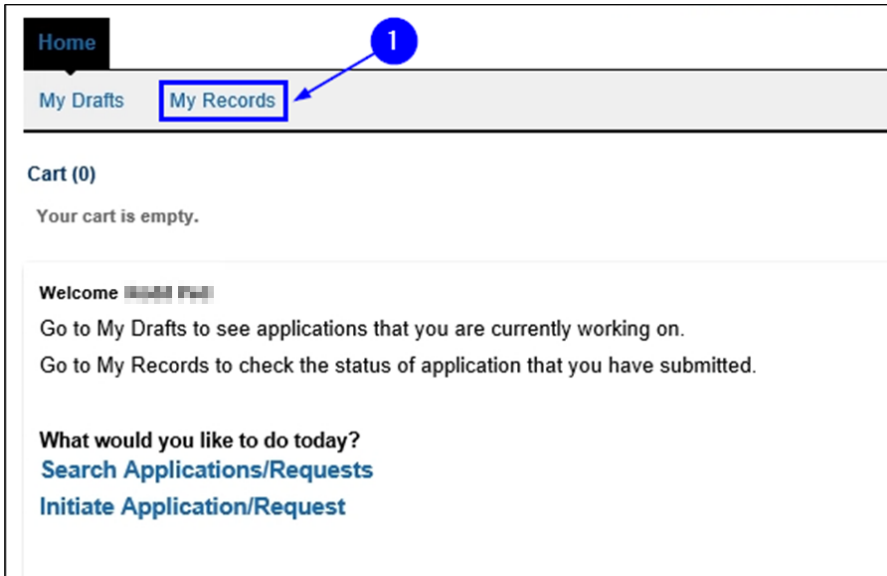 Home
1
My Drafts My Records
Cart (0)
Your cart is empty.
Welcome
Go to My Drafts to see applications that you are currently working on.
Go to My Records to check the status of application that you have submitted.
What would you like to do today?
Search Applications/Requests
Initiate Application/Request